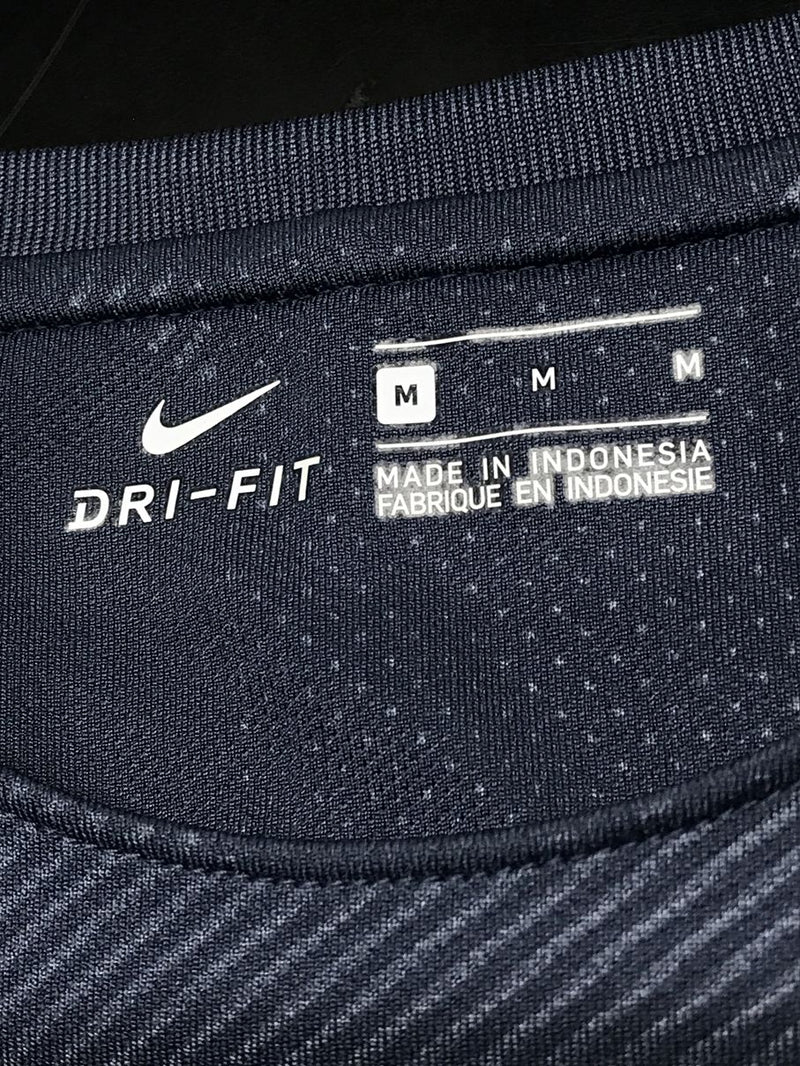 M M M
DRI-FIT
MADE IN INDONESIA
FABRIQUE EN INDONESIE